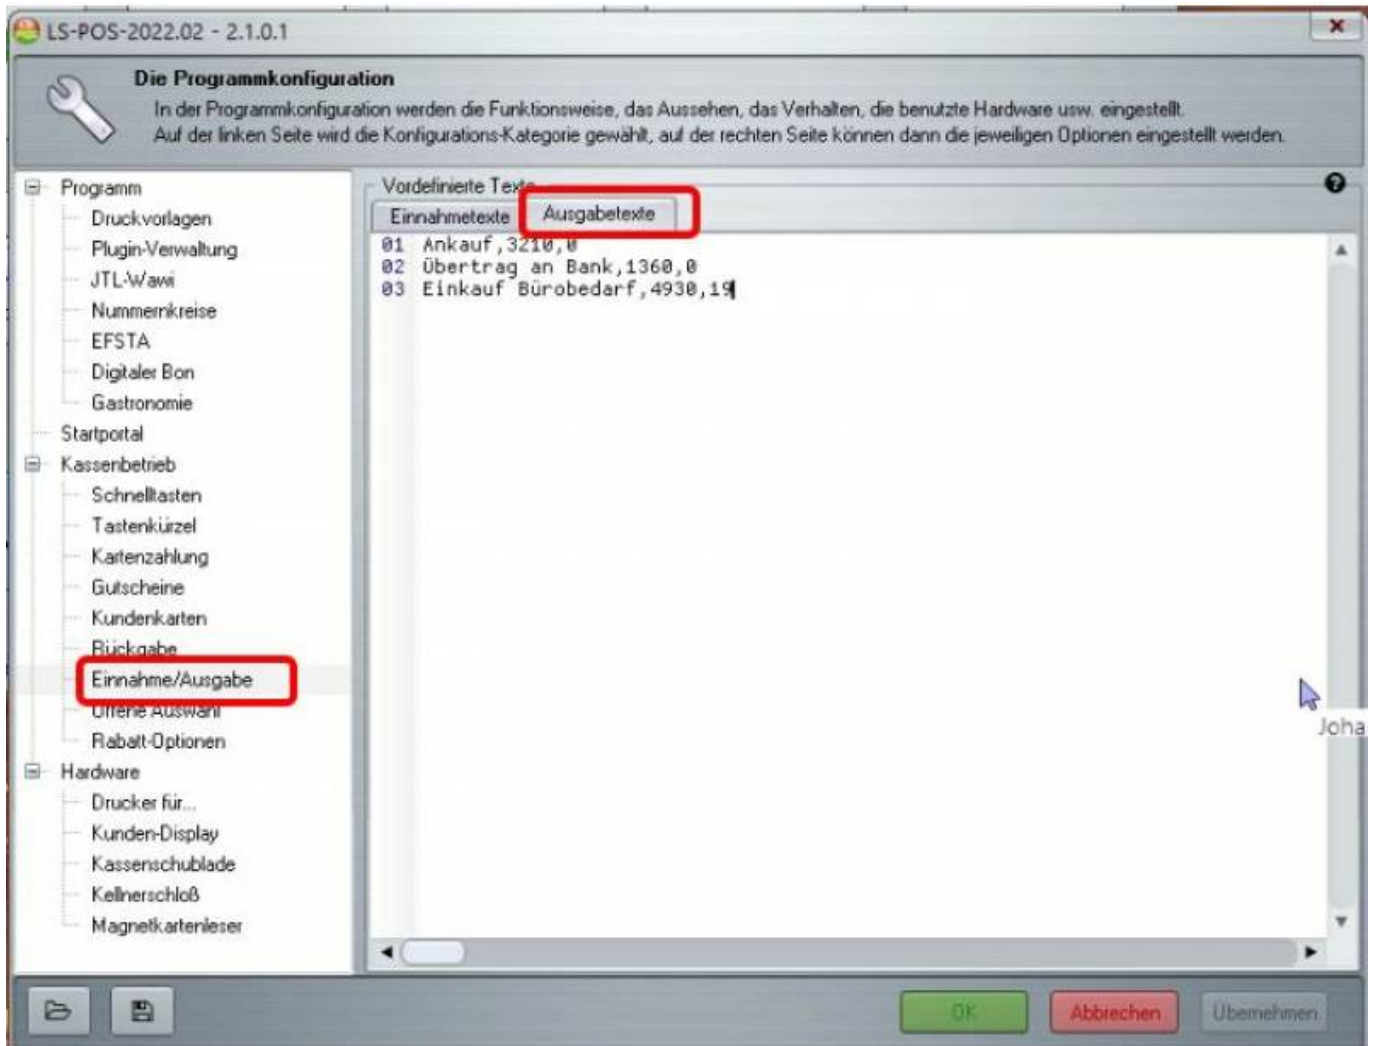 LS-POS-2022.02 - 2.1.0.1
Die Programmkonfiguration
In der Programmkonfiguration werden die Funktionsweise, das Aussehen, das Verhalten, die benutzte Hardware usw. eingestellt.
Auf der linken Seite wird die Konfigurations-Kategorie gewählt, auf der rechten Seite können dann die jeweiligen Optionen eingestellt werden.
Programm
Druckvorlagen
Plugin-Verwaltung
JTL-Wawi
Nummernkreise
EFSTA
Digitaler Bon
Gastronomie
Startportal
Kassenbetrieb
Schnelltasten
Tastenkürzel
Kartenzahlung
Gutscheine
Kundenkarten
Rückgabe
Einnahme/Ausgabe
Offene Auswahl
Rabatt-Optionen
Hardware
Drucker für...
Kunden-Display
Kassenschublade
Kellnerschloß
Magnetkartenleser
Vordefinierte Texte
Einnahmetexte Ausgabetexte
01 Ankauf,3210,0
02 Übertrag an Bank,1360,0
03 Einkauf Bürobedarf,4930,19
Joha
OK Abbrechen Übernehmen